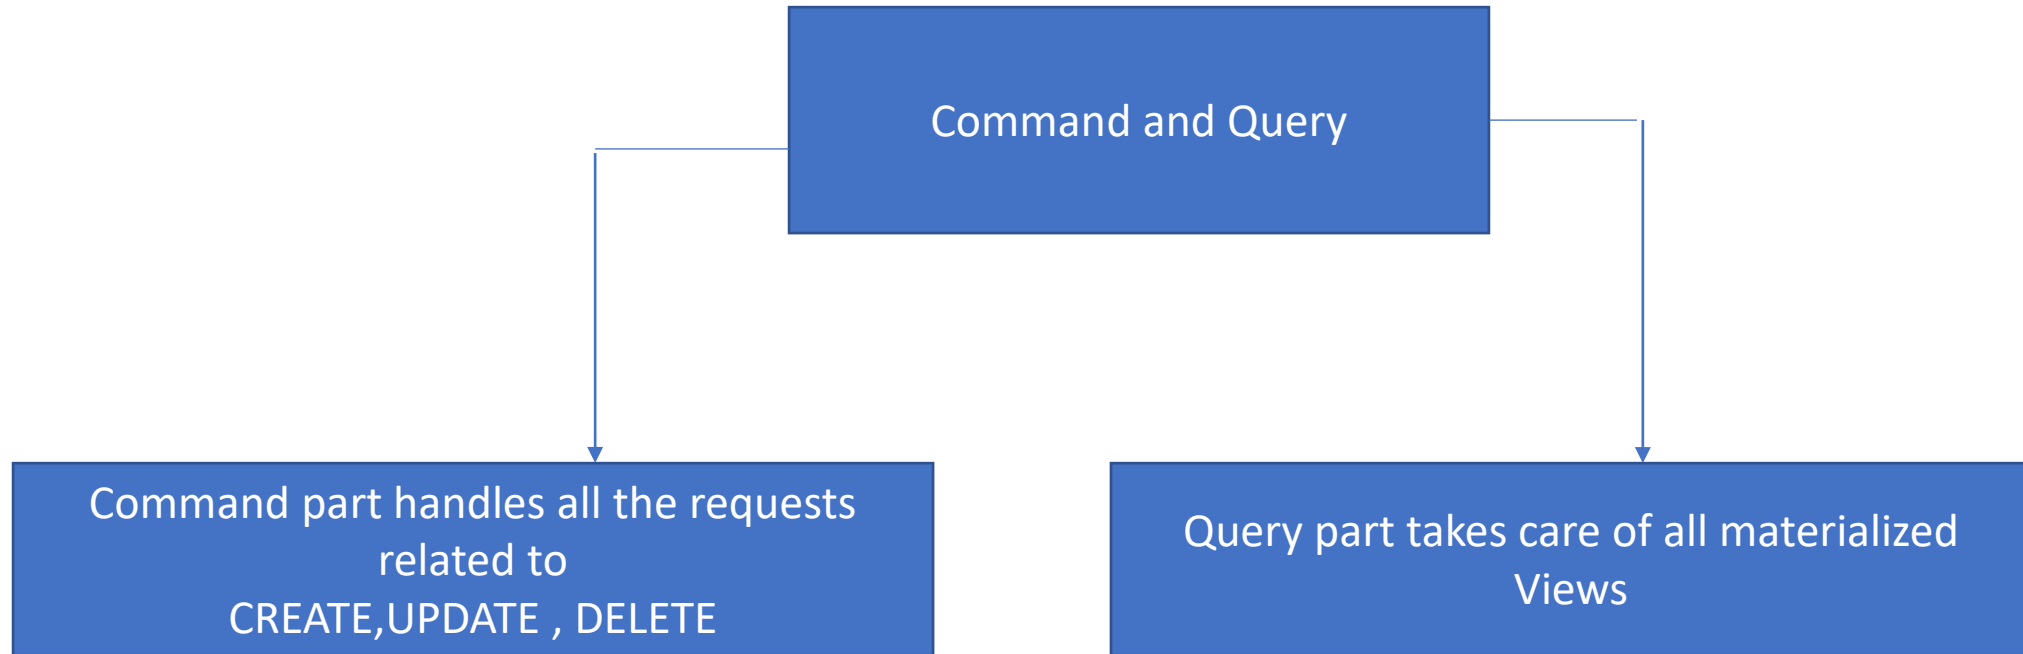 Command and Query
Command part handles all the requests
related to
CREATE,UPDATE , DELETE
Query part takes care of all materialized
Views